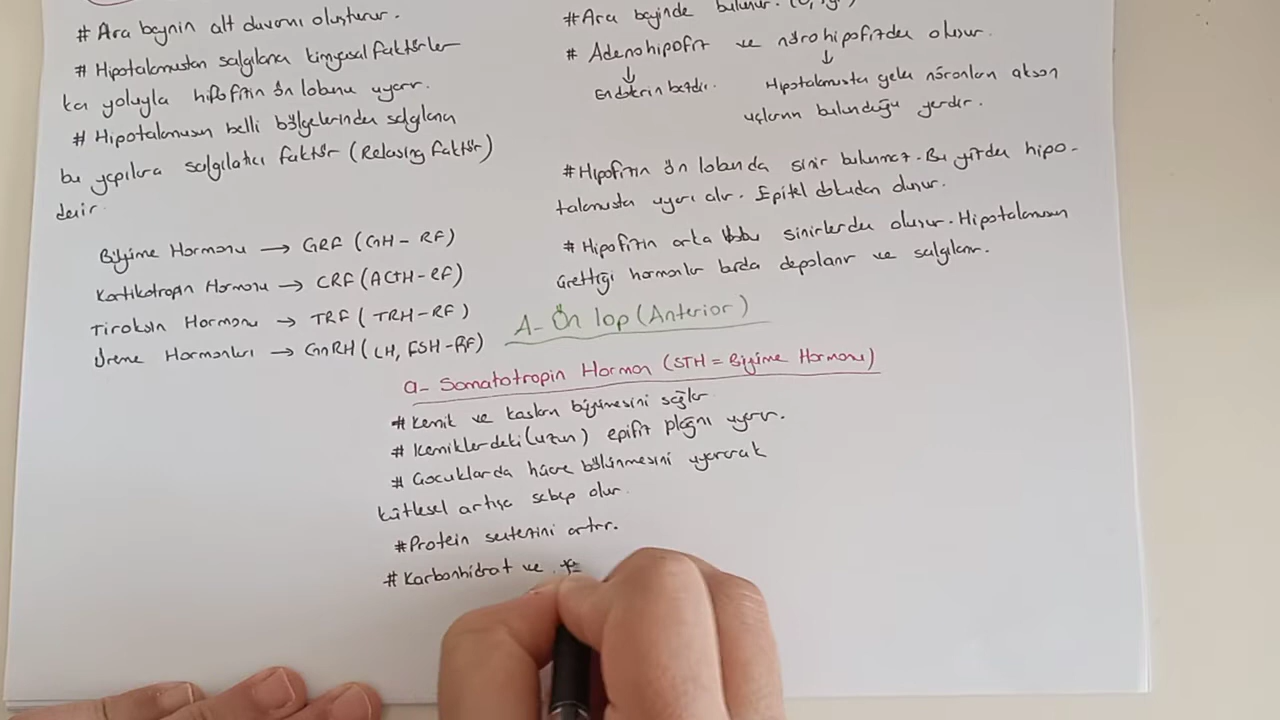 # Ara beynin alt duvarını oluşturur.
# Hipotalamustan salgılanan kimyasal faktörler
kan yoluyla hipofizin ön lobunu uyarır.
# Hipotalamusun belli bölgelerinden salgılanan
bu yapılara salgılatıcı faktör (Relasing faktör)
denir.
Büyüme Hormonu → GRF (GH - RF)
Kortikotropin Hormonu → CRF (ACTH - RF)
Tiroksin Hormonu → TRF (TRH - RF)
Üreme Hormonları → GnRH (LH, FSH - RF)
# Ara beyinde bulunur.
# Adenohipofiz ve nörohipofizden oluşur.
↓ ↓
Endokrin bezdir. Hipotalamustan gelen nöronların akson
uçlarının bulunduğu yerdir.
# Hipofizin ön lobunda sinir bulunmaz. Bu yüzden hipo-
talamustan uyarı alır. Epitel dokudan oluşur.
# Hipofizin arka lobu sinirlerden oluşur. Hipotalamusun
ürettiği hormonlar burda depolanır ve salgılanır.
A- Ön lop (Anterior)
a- Somatotropin Hormon (STH = Büyüme Hormonu)
# Kemik ve kasların büyümesini sağlar
# Kemiklerdeki (uzun) epifiz plağını uyarır.
# Çocuklarda hücre bölünmesini uyararak
kütlesel artışa sebep olur.
# Protein sentezini artırır.
# Karbonhidrat ve